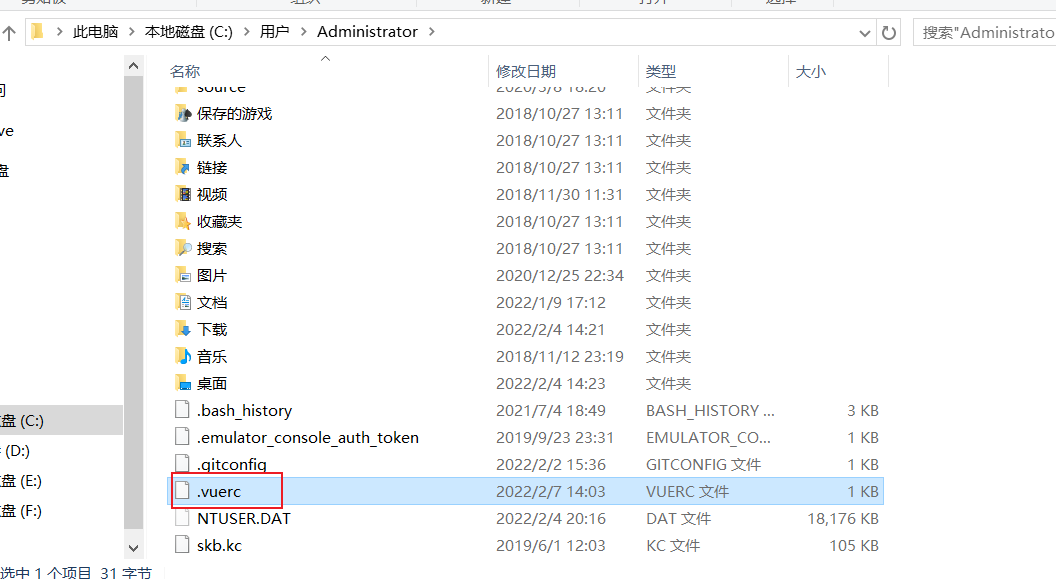 此电脑 本地磁盘 (C:) 用户 Administrator 搜索"Administrato
名称 修改日期 类型 大小
source 2020/3/8 18:20 文件夹
保存的游戏 2018/10/27 13:11 文件夹
联系人 2018/10/27 13:11 文件夹
链接 2018/10/27 13:11 文件夹
视频 2018/11/30 11:31 文件夹
收藏夹 2018/10/27 13:11 文件夹
搜索 2018/10/27 13:11 文件夹
图片 2020/12/25 22:34 文件夹
文档 2022/1/9 17:12 文件夹
下载 2022/2/4 14:21 文件夹
音乐 2018/11/12 23:19 文件夹
桌面 2022/2/4 14:23 文件夹
.bash_history 2021/7/4 18:49 BASH_HISTORY ... 3 KB
.emulator_console_auth_token 2019/9/23 23:31 EMULATOR_CO... 1 KB
.gitconfig 2022/2/2 15:36 GITCONFIG 文件 1 KB
.vuerc 2022/2/7 14:03 VUERC 文件 1 KB
NTUSER.DAT 2022/2/4 20:16 DAT 文件 18,176 KB
skb.kc 2019/6/1 12:03 KC 文件 105 KB
ve
盘
盘 (C:)
(D:)
盘 (E:)
盘 (F:)
选中 1 个项目 31 字节